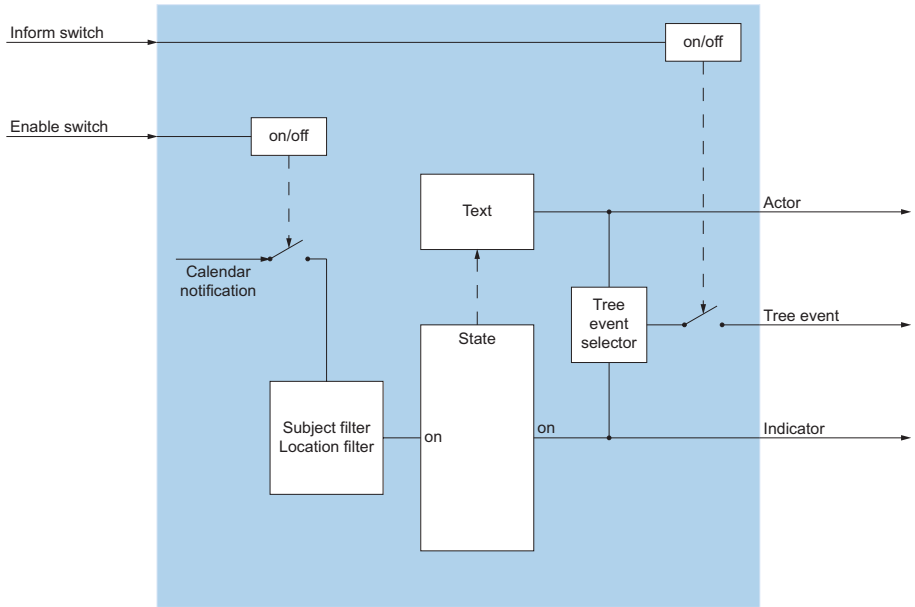 Inform switch
on/off
Enable switch
on/off
Text
Actor
Calendar
notification
Tree
event
selector
Tree event
State
Subject filter
Location filter
on
on
Indicator